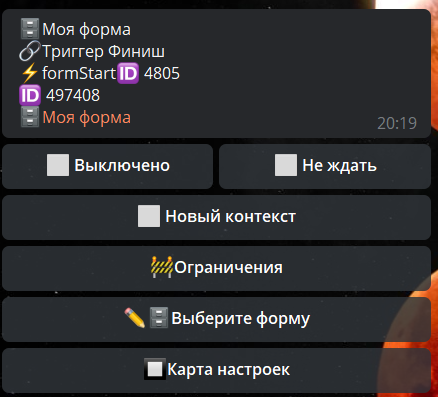 🗄Моя форма
🔗Триггер Финиш
⚡formStart🆔 4805
🆔 497408
🗄Моя форма
20:19
⬜ Выключено
⬜ Не ждать
⬜ Новый контекст
🚧Ограничения
✏️🗄Выберите форму
🔲Карта настроек